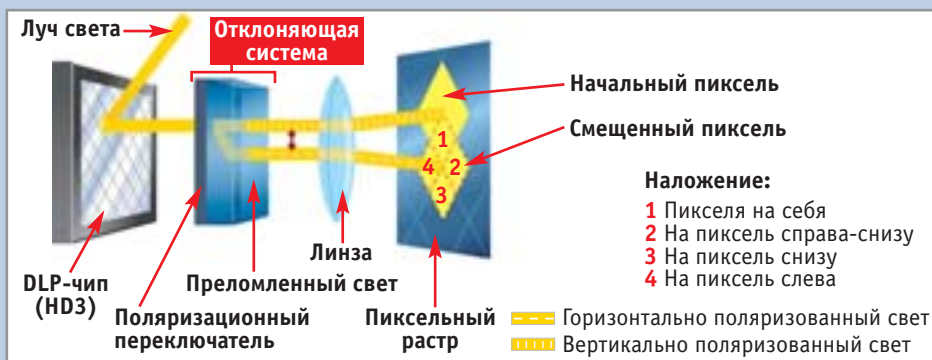 Луч света
Отклоняющая
система
Начальный пиксель
Смещенный пиксель
1
4 2
3
Наложение:
1 Пикселя на себя
2 На пиксель справа-снизу
3 На пиксель снизу
4 На пиксель слева
Линза
DLP-чип
(HD3)
Преломленный свет
Поляризационный
переключатель
Пиксельный
растр
Горизонтально поляризованный свет
Вертикально поляризованный свет